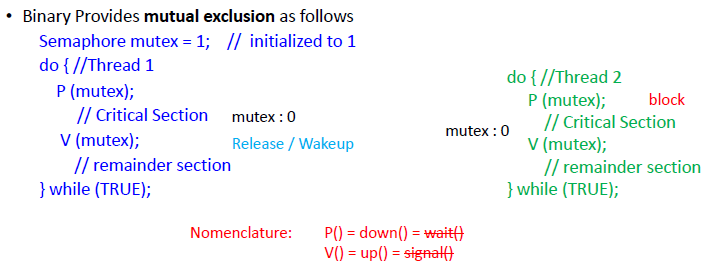 • Binary Provides mutual exclusion as follows
Semaphore mutex = 1;    // initialized to 1
do { //Thread 1
P (mutex);
// Critical Section
V (mutex);
// remainder section
} while (TRUE);
mutex : 0
Release / Wakeup
do { //Thread 2
P (mutex);    block
// Critical Section
V (mutex);
// remainder section
} while (TRUE);
mutex : 0
Nomenclature:    P() = down() = wait()
V() = up() = signal()